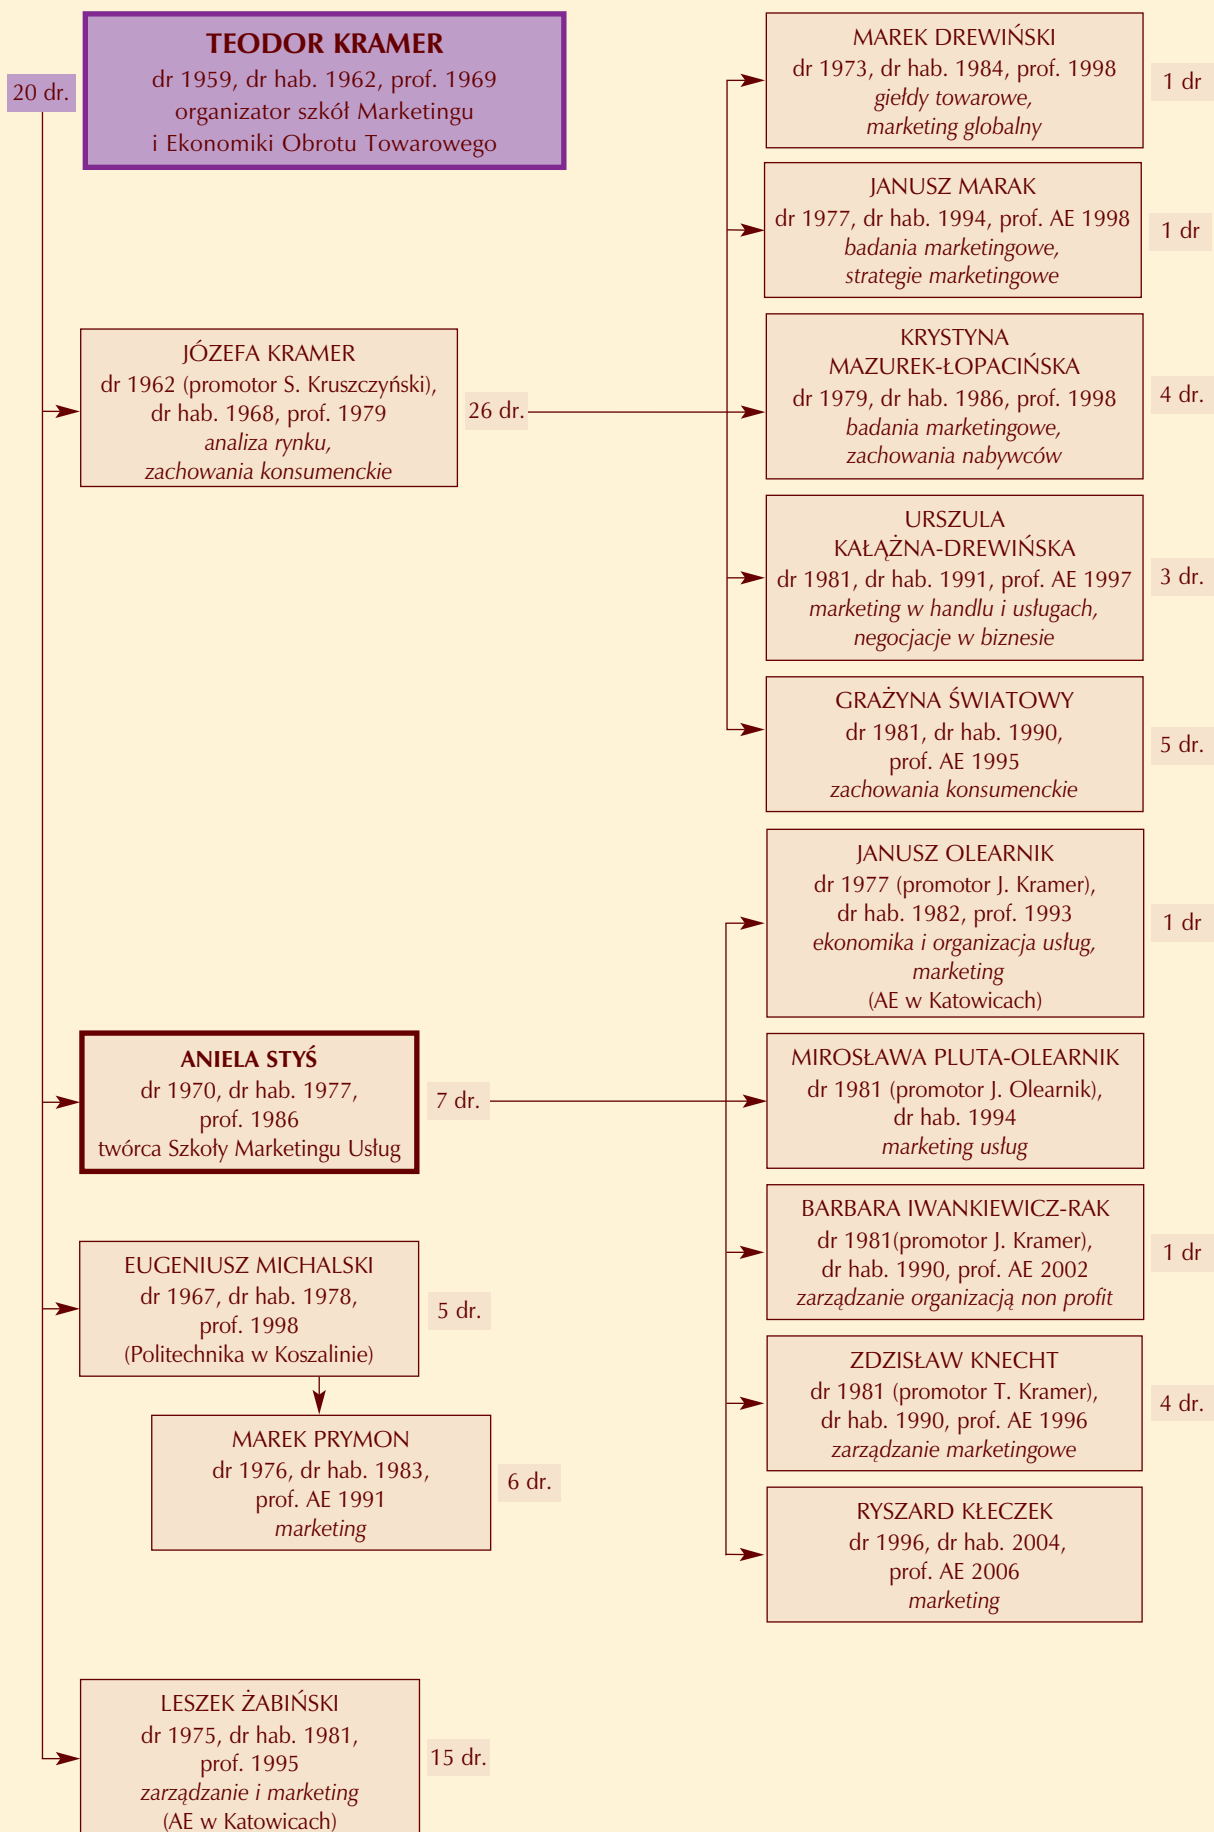 20 dr.
TEODOR KRAMER
dr 1959, dr hab. 1962, prof. 1969
organizator szkół Marketingu
i Ekonomiki Obrotu Towarowego
JÓZEFA KRAMER
dr 1962 (promotor S. Kruszczyński),
dr hab. 1968, prof. 1979
analiza rynku,
zachowania konsumenckie
26 dr.
MAREK DREWIŃSKI
dr 1973, dr hab. 1984, prof. 1998
giełdy towarowe,
marketing globalny
1 dr
JANUSZ MARAK
dr 1977, dr hab. 1994, prof. AE 1998
badania marketingowe,
strategie marketingowe
1 dr
KRYSTYNA
MAZUREK-ŁOPACIŃSKA
dr 1979, dr hab. 1986, prof. 1998
badania marketingowe,
zachowania nabywców
4 dr.
URSZULA
KAŁĄŻNA-DREWIŃSKA
dr 1981, dr hab. 1991, prof. AE 1997
marketing w handlu i usługach,
negocjacje w biznesie
3 dr.
GRAŻYNA ŚWIATOWY
dr 1981, dr hab. 1990,
prof. AE 1995
zachowania konsumenckie
5 dr.
ANIELA STYŚ
dr 1970, dr hab. 1977,
prof. 1986
twórca Szkoły Marketingu Usług
7 dr.
JANUSZ OLEARNIK
dr 1977 (promotor J. Kramer),
dr hab. 1982, prof. 1993
ekonomika i organizacja usług,
marketing
(AE w Katowicach)
1 dr
MIROSŁAWA PLUTA-OLEARNIK
dr 1981 (promotor J. Olearnik),
dr hab. 1994
marketing usług
BARBARA IWANKIEWICZ-RAK
dr 1981(promotor J. Kramer),
dr hab. 1990, prof. AE 2002
zarządzanie organizacją non profit
1 dr
ZDZISŁAW KNECHT
dr 1981 (promotor T. Kramer),
dr hab. 1990, prof. AE 1996
zarządzanie marketingowe
4 dr.
RYSZARD KŁECZEK
dr 1996, dr hab. 2004,
prof. AE 2006
marketing
EUGENIUSZ MICHALSKI
dr 1967, dr hab. 1978,
prof. 1998
(Politechnika w Koszalinie)
5 dr.
MAREK PRYMON
dr 1976, dr hab. 1983,
prof. AE 1991
marketing
6 dr.
LESZEK ŻABIŃSKI
dr 1975, dr hab. 1981,
prof. 1995
zarządzanie i marketing
(AE w Katowicach)
15 dr.